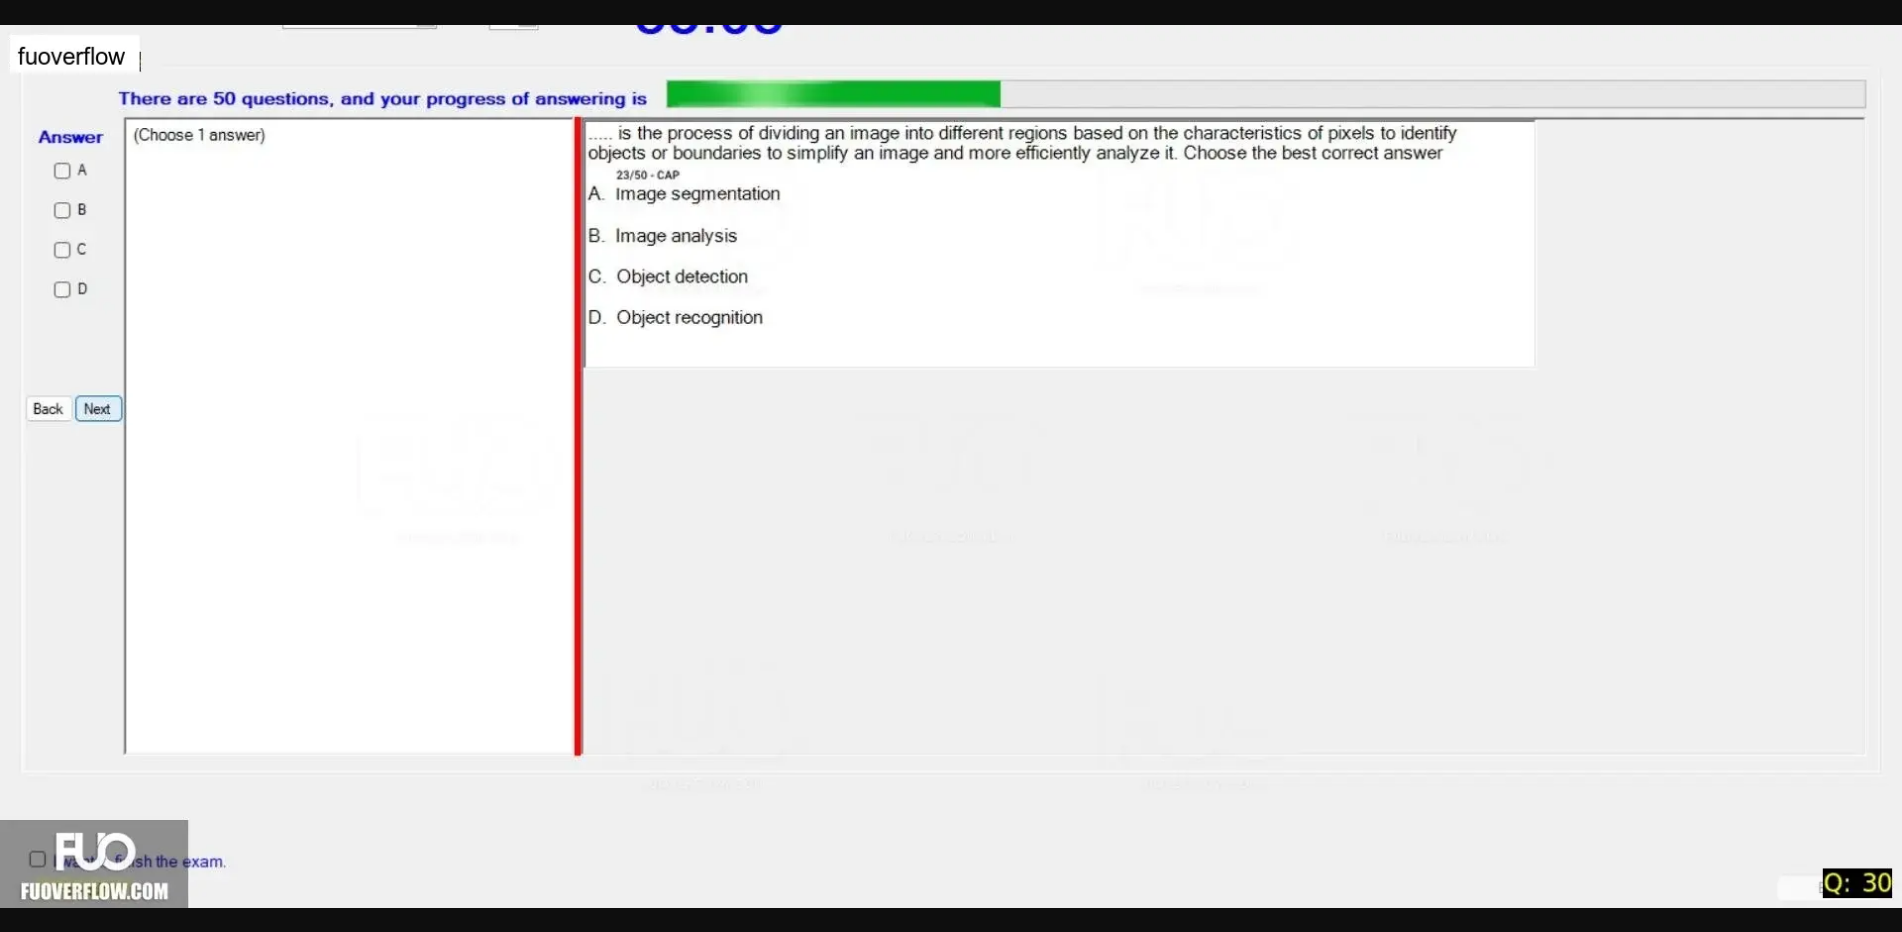 fuoverflow
There are 50 questions, and your progress of answering is
Answer
(Choose 1 answer)
A
B
C
D
Back
Next
..... is the process of dividing an image into different regions based on the characteristics of pixels to identify
objects or boundaries to simplify an image and more efficiently analyze it. Choose the best correct answer
23/50 - CAP
A. Image segmentation
B. Image analysis
C. Object detection
D. Object recognition
the exam.
FUO
FUOVERFLOW.COM
Q: 30